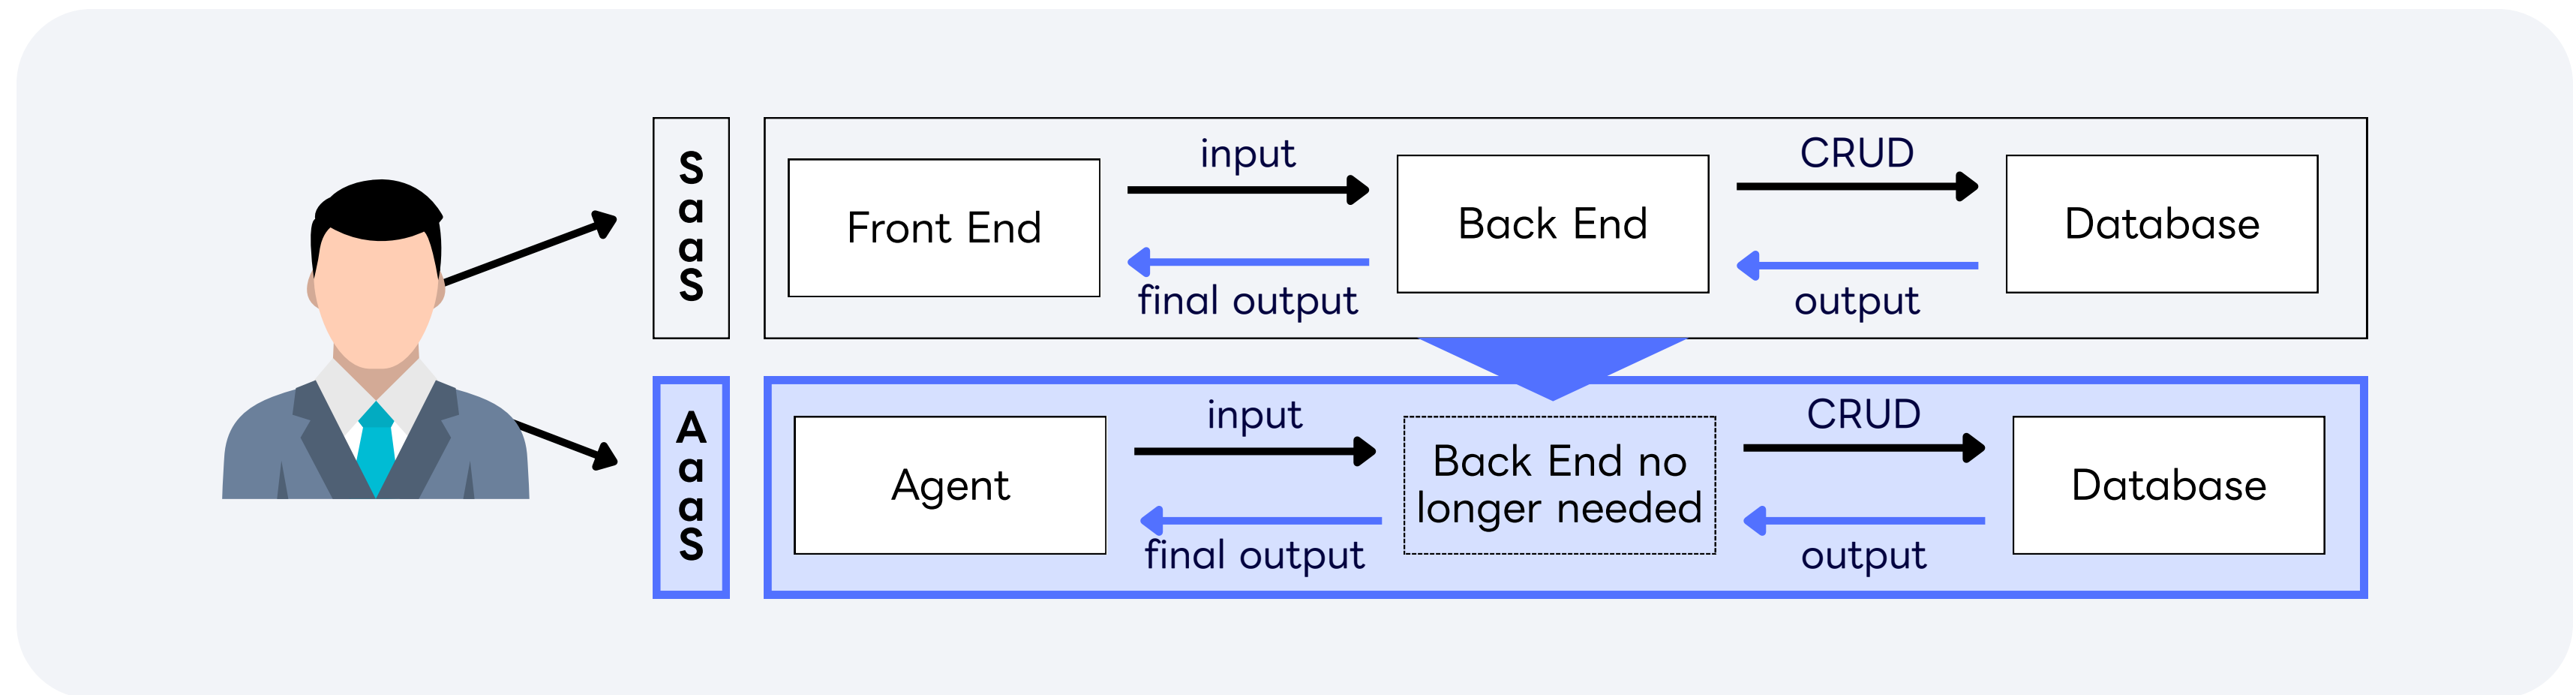 SaaS
Front End
input
final output
Back End
CRUD
output
Database
AaaS
Agent
input
final output
Back End no
longer needed
CRUD
output
Database